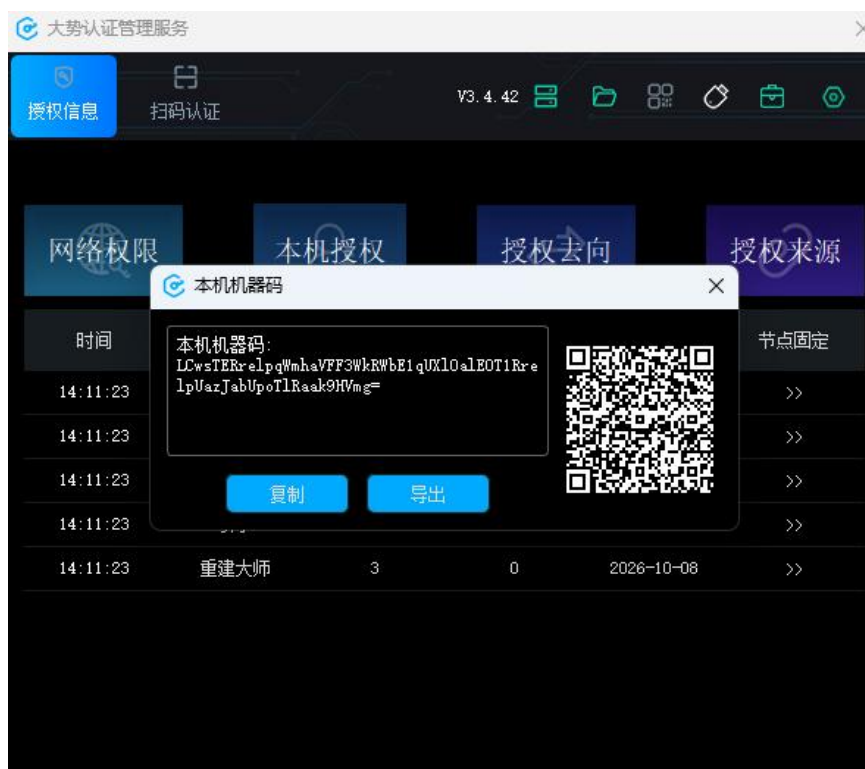 大势认证管理服务
授权信息
扫码认证
V3.4.42
网络权限
本机授权
授权去向
授权来源
本机机器码
时间
节点固定
本机机器码:
LCwsTERrelpqWmhaVFF3WkRWbE1qUXlOalE0T1Rre
lpUazJabUpoTlRaak9HVmg=
复制
导出
14:11:23 >>
14:11:23 >>
14:11:23 >>
14:11:23 >>
14:11:23 重建大师 3 0 2026-10-08 >>